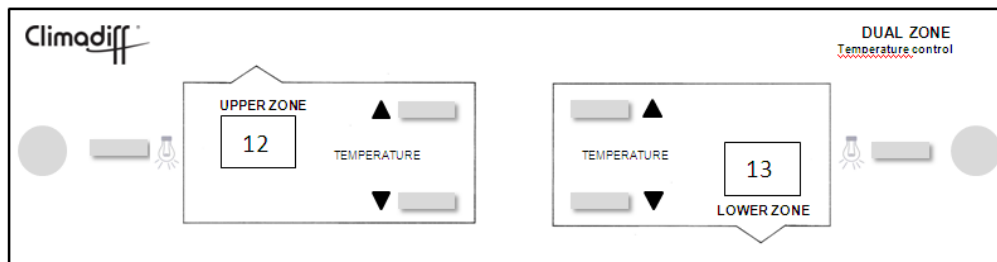 Climadiff
DUAL ZONE
Temperature control
UPPER ZONE
12
TEMPERATURE
TEMPERATURE
13
LOWER ZONE